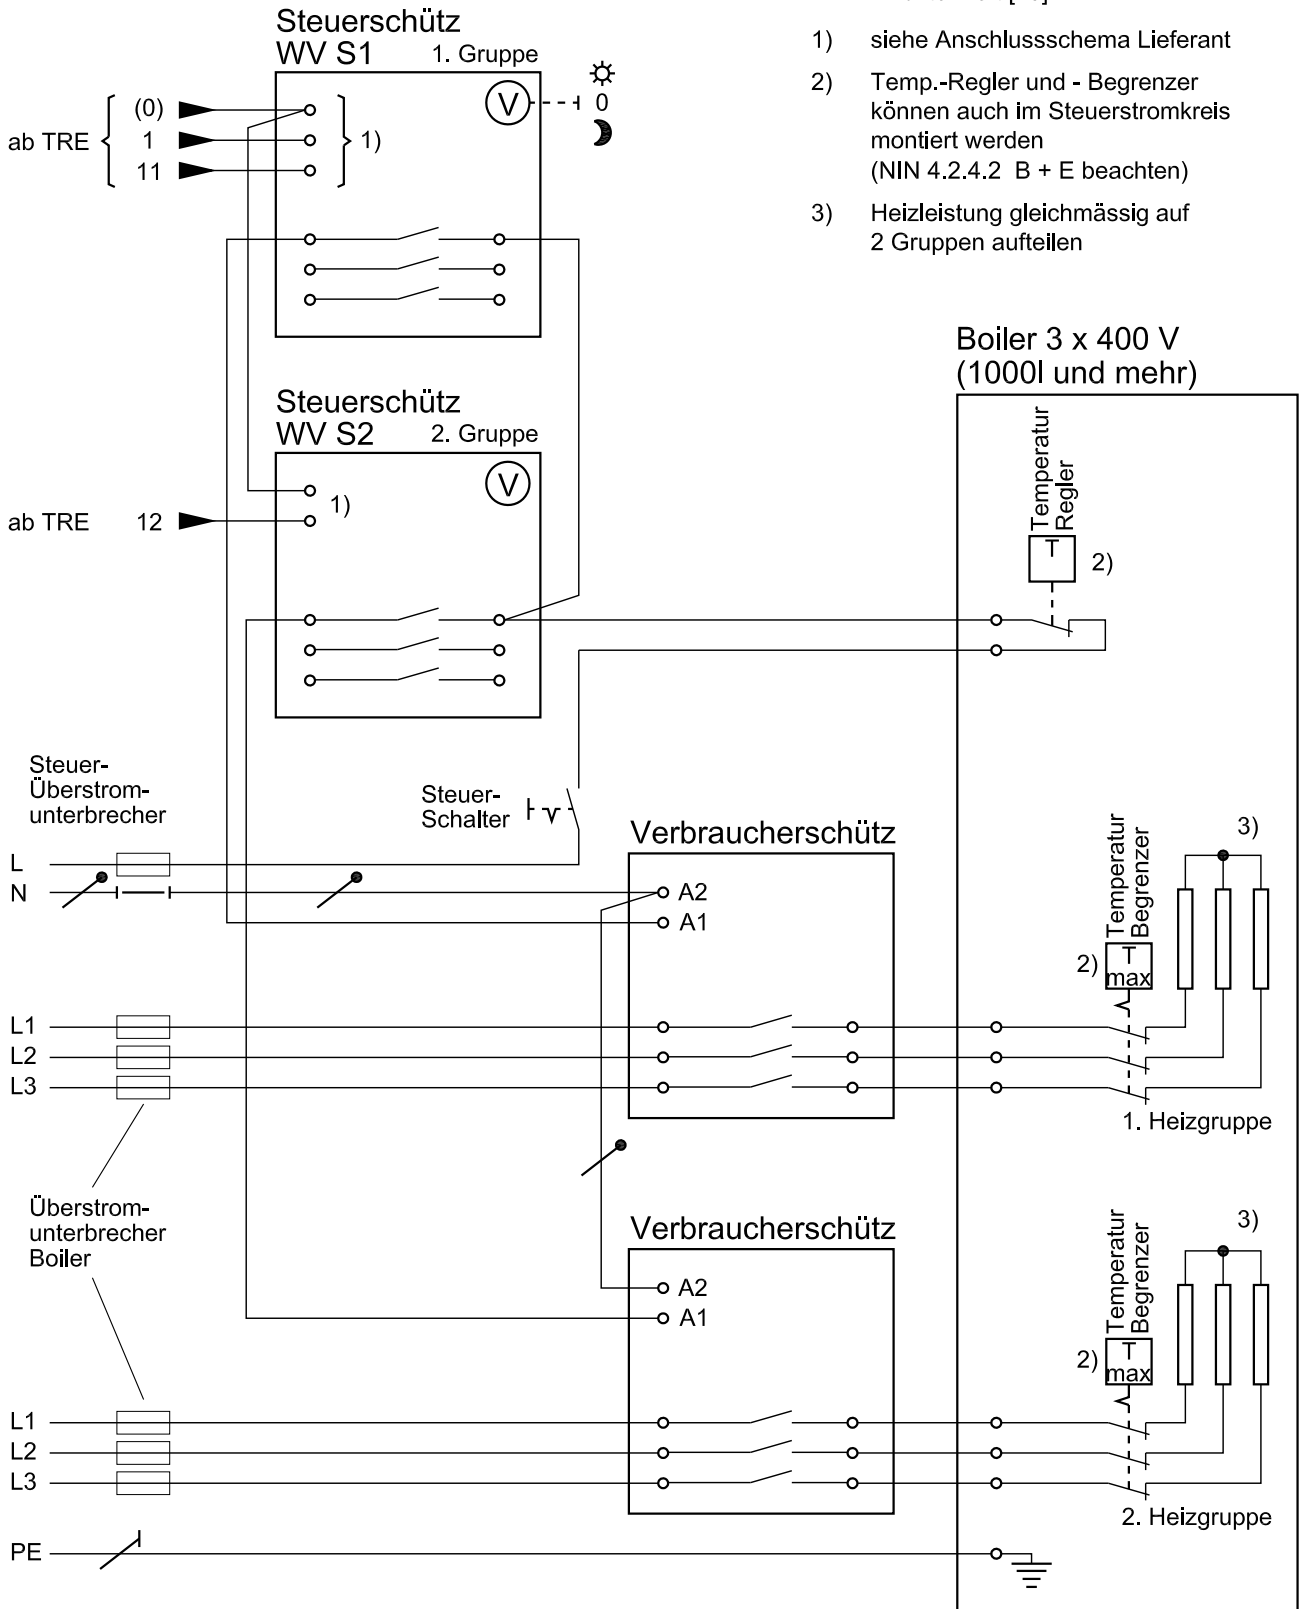 Steuerschütz
WV S1 1. Gruppe
(0)
ab TRE 1
11
1)
V
0
1) siehe Anschlussschema Lieferant
2) Temp.-Regler und - Begrenzer
können auch im Steuerstromkreis
montiert werden
(NIN 4.2.4.2 B + E beachten)
3) Heizleistung gleichmässig auf
2 Gruppen aufteilen
Boiler 3 x 400 V
(1000l und mehr)
Steuerschütz
WV S2 2. Gruppe
V
1)
ab TRE 12
Temperatur
Regler
T
2)
Steuer-
Überstrom-
unterbrecher
Steuer-
Schalter
L
N
Verbraucherschütz
A2
A1
Temperatur
Begrenzer
3)
2)
T
max
L1
L2
L3
1. Heizgruppe
Überstrom-
unterbrecher
Boiler
Verbraucherschütz
A2
A1
Temperatur
Begrenzer
3)
2)
T
max
L1
L2
L3
2. Heizgruppe
PE